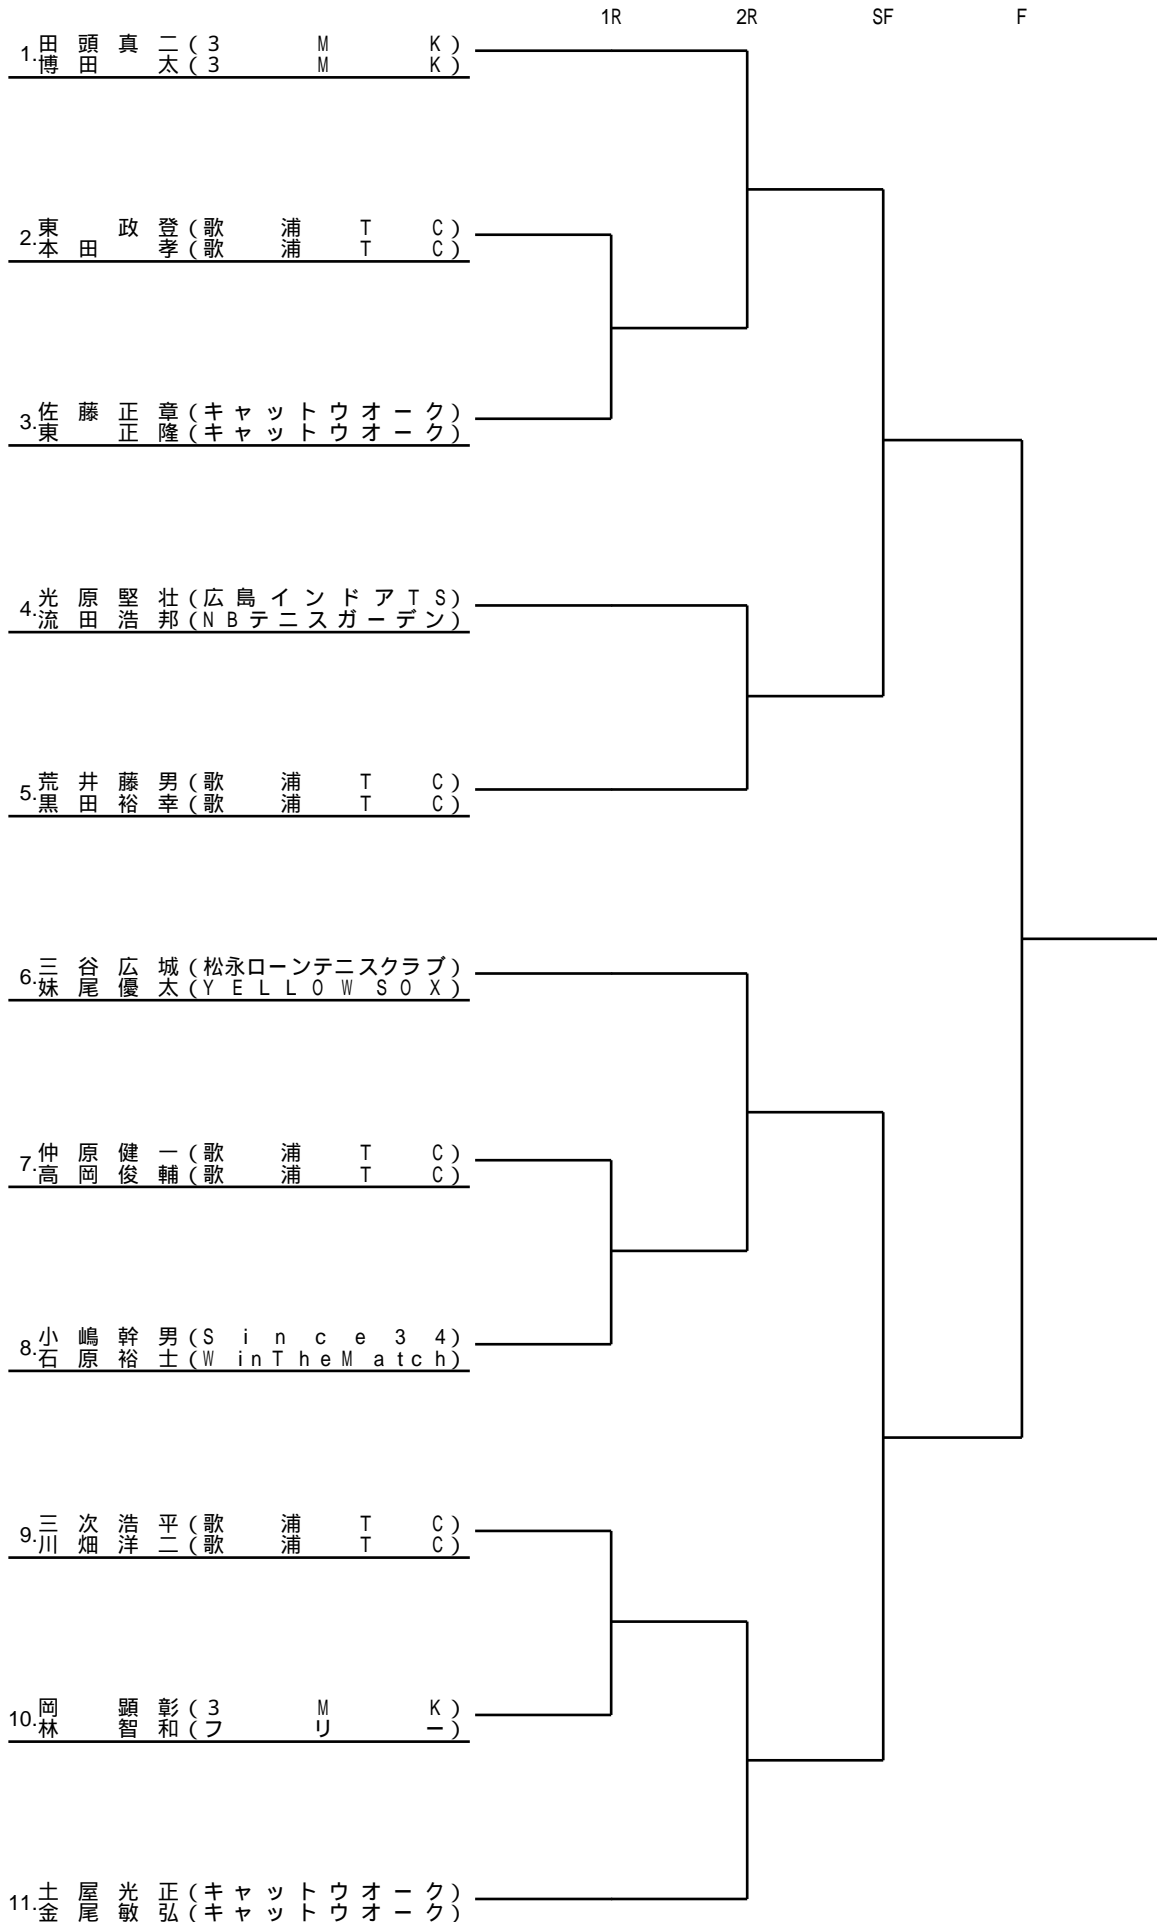 1R 2R SF F
1. 田頭真二(3MK)
博田 太(3MK)
2. 東 政登(歌浦TC)
本田 孝(歌浦TC)
3. 佐藤正章(キャットウオーク)
東 正隆(キャットウオーク)
4. 光原堅壮(広島インドアTS)
流田浩邦(NBテニスガーデン)
5. 荒井藤男(歌浦TC)
黒田裕幸(歌浦TC)
6. 三谷広城(松永ローンテニスクラブ)
妹尾優太(YELLOWSOX)
7. 仲原健一(歌浦TC)
高岡俊輔(歌浦TC)
8. 小嶋幹男(Since34)
石原裕士(WinTheMatch)
9. 三次浩平(歌浦TC)
川畑洋二(歌浦TC)
10. 岡 顕彰(3MK)
林 智和(フリー)
11. 土屋光正(キャットウオーク)
金尾敏弘(キャットウオーク)